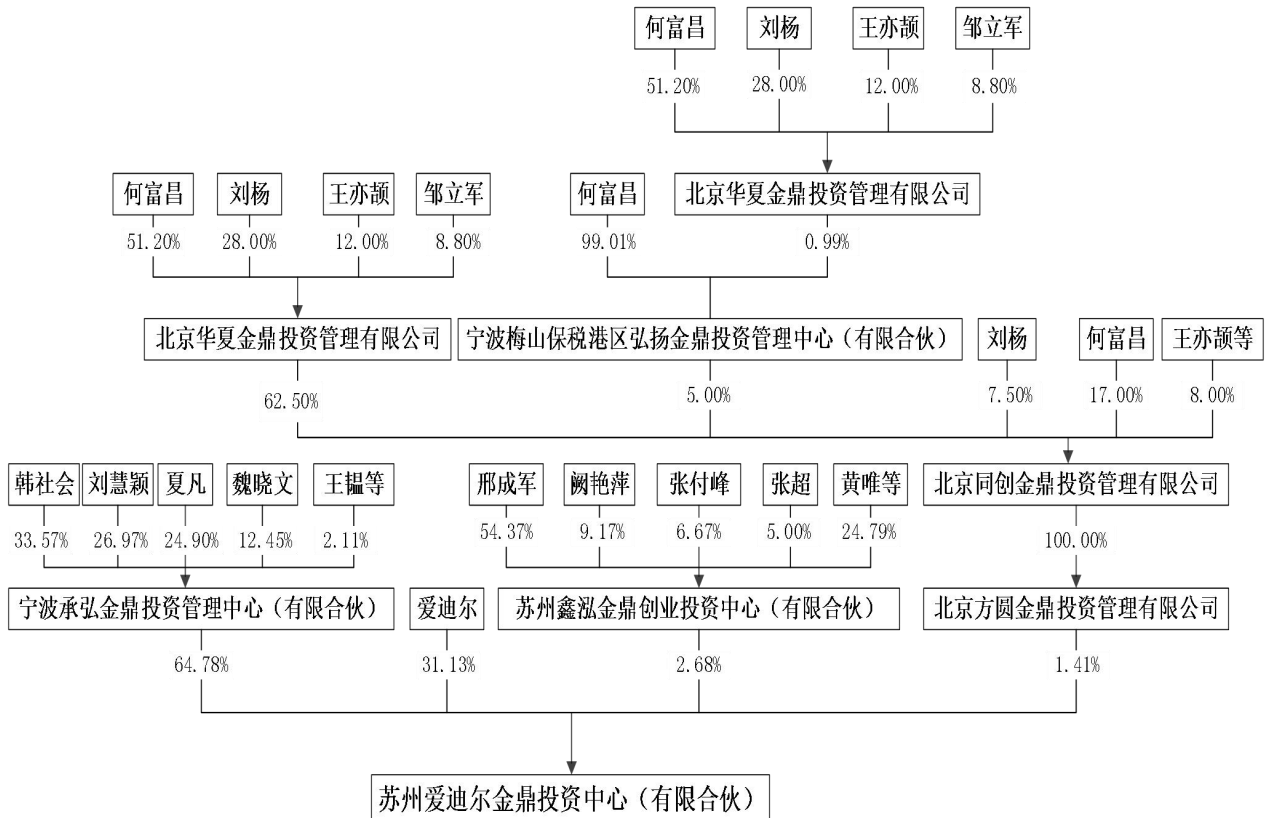 何富昌 刘杨 王亦颉 邹立军
51.20% 28.00% 12.00% 8.80%
何富昌 刘杨 王亦颉 邹立军 何富昌 北京华夏金鼎投资管理有限公司
51.20% 28.00% 12.00% 8.80% 99.01% 0.99%
北京华夏金鼎投资管理有限公司 宁波梅山保税港区弘扬金鼎投资管理中心（有限合伙） 刘杨 何富昌 王亦颉等
62.50% 5.00% 7.50% 17.00% 8.00%
韩社会 刘慧颖 夏凡 魏晓文 王韫等 邢成军 阙艳萍 张付峰 张超 黄唯等 北京同创金鼎投资管理有限公司
33.57% 26.97% 24.90% 12.45% 2.11% 54.37% 9.17% 6.67% 5.00% 24.79% 100.00%
宁波承弘金鼎投资管理中心（有限合伙） 爱迪尔 苏州鑫泓金鼎创业投资中心（有限合伙） 北京方圆金鼎投资管理有限公司
64.78% 31.13% 2.68% 1.41%
苏州爱迪尔金鼎投资中心（有限合伙）